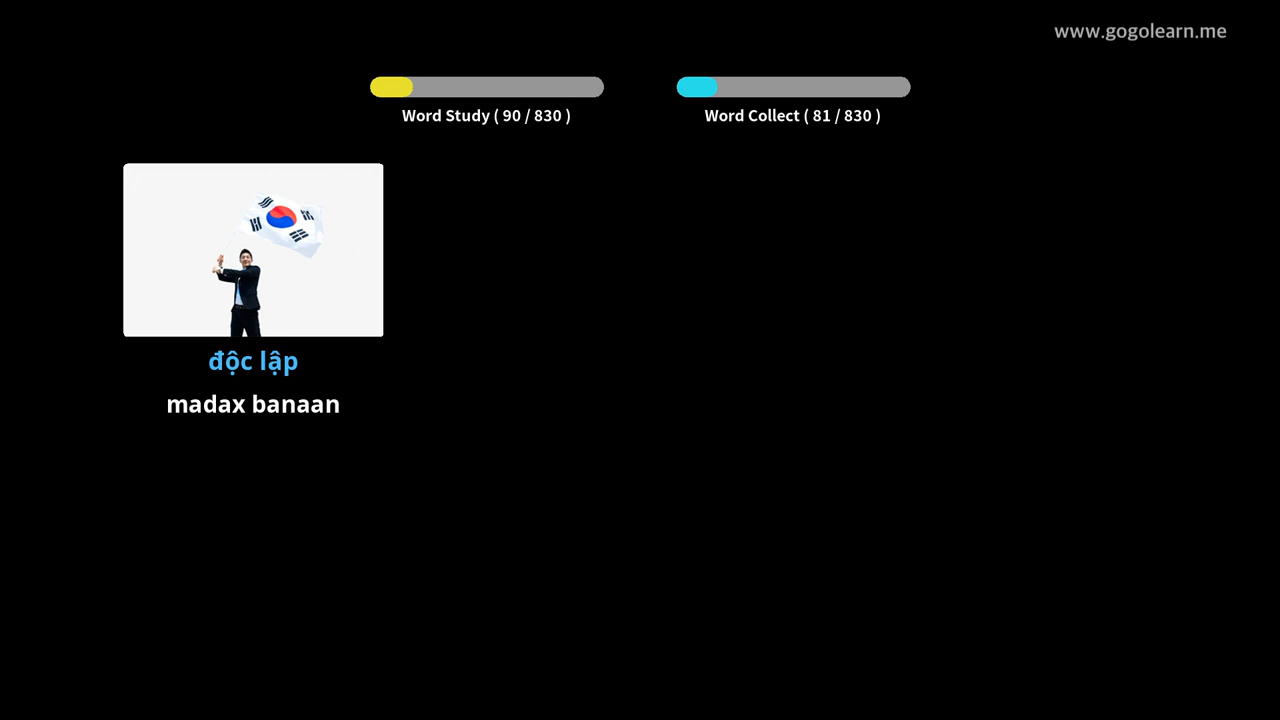 www.gogolearn.me
Word Study ( 90 / 830 )
Word Collect ( 81 / 830 )
độc lập
madax banaan